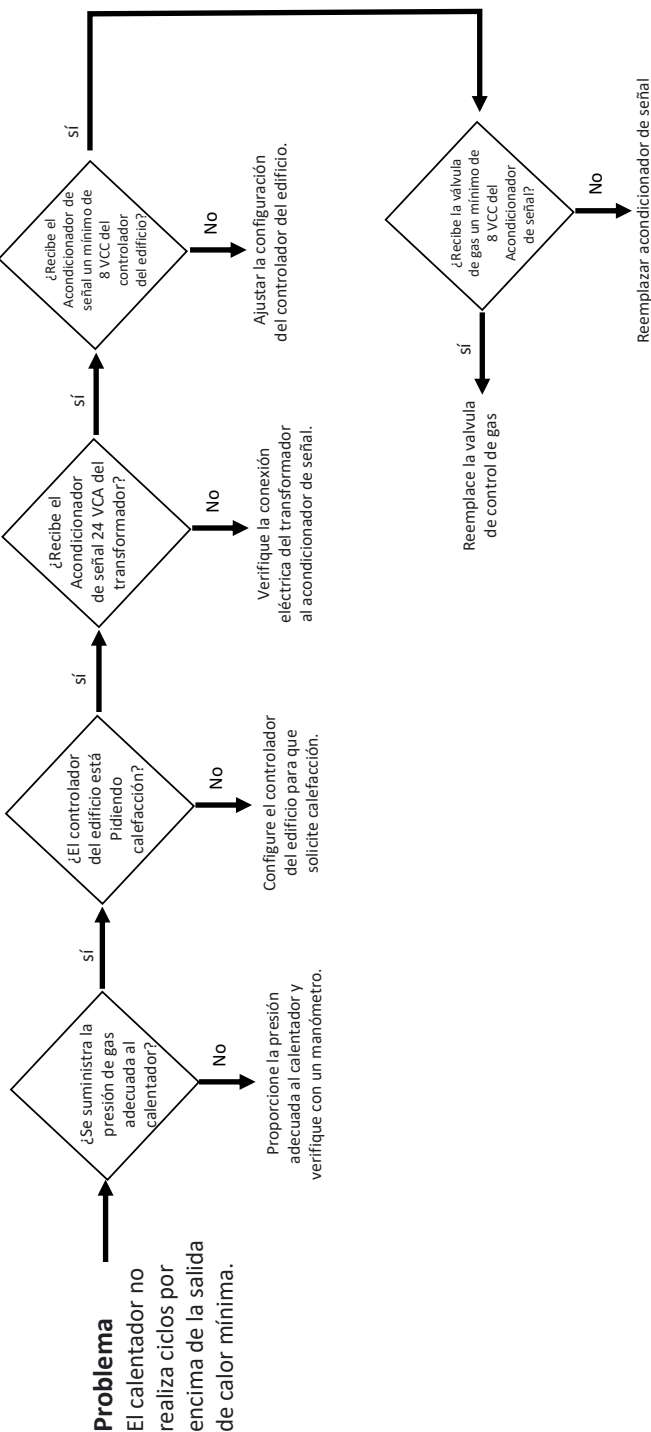 Problema
El calentador no
realiza ciclos por
encima de la salida
de calor mínima.
¿Se suministra la
presión de gas
adecuada al
calentador?
sí
No
Proporcione la presión
adecuada al calentador y
verifique con un manómetro.
¿El controlador
del edificio está
Pidiendo
calefacción?
sí
No
Configure el controlador
del edificio para que
solicite calefacción.
¿Recibe el
Acondicionador
de señal 24 VCA del
transformador?
sí
No
Verifique la conexión
eléctrica del transformador
al acondicionador de señal.
¿Recibe el
Acondicionador de
señal un mínimo de
8 VCC del
controlador
del edificio?
sí
No
Ajustar la configuración
del controlador del edificio.
¿Recibe la válvula
de gas un mínimo de
8 VCC del
Acondicionador
de señal?
sí
Reemplace la valvula
de control de gas
No
Reemplazar acondicionador de señal